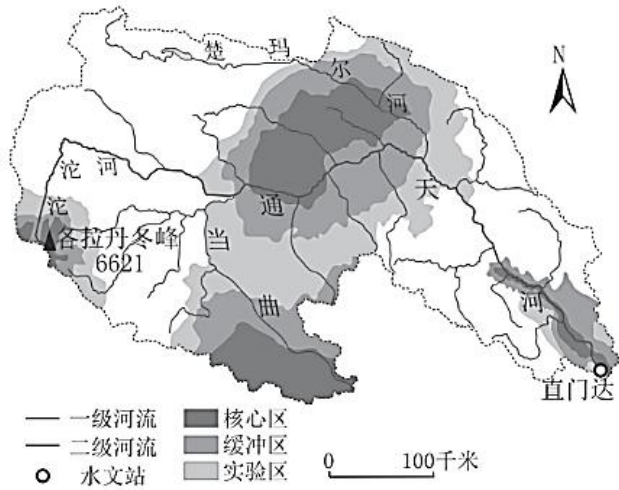 楚玛尔河
N
沱沱河
通天河
当曲
各拉丹冬峰
6621
直门达
一级河流
二级河流
水文站
核心区
缓冲区
实验区
0 100千米